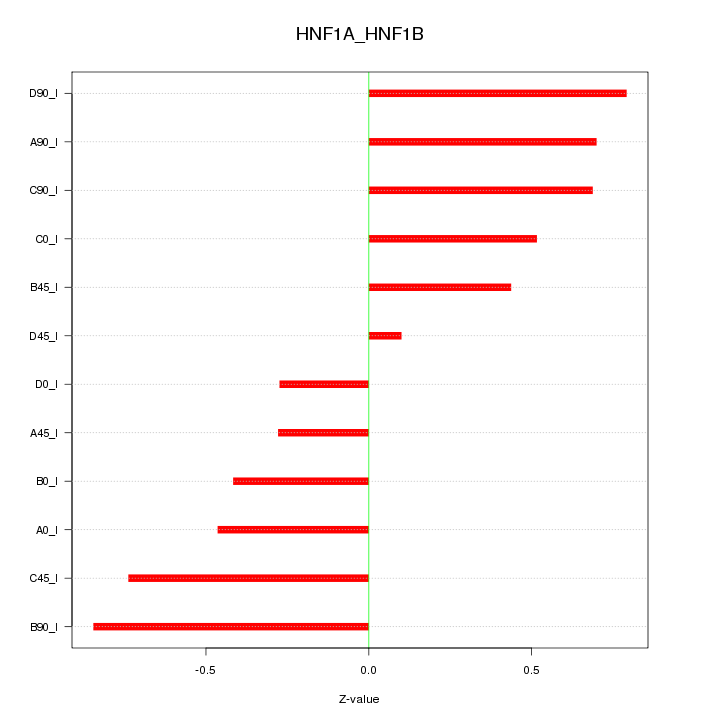 HNF1A_HNF1B
D90_I
A90_I
C90_I
C0_I
B45_I
D45_I
D0_I
A45_I
B0_I
A0_I
C45_I
B90_I
-0.5 0.0 0.5
Z-value